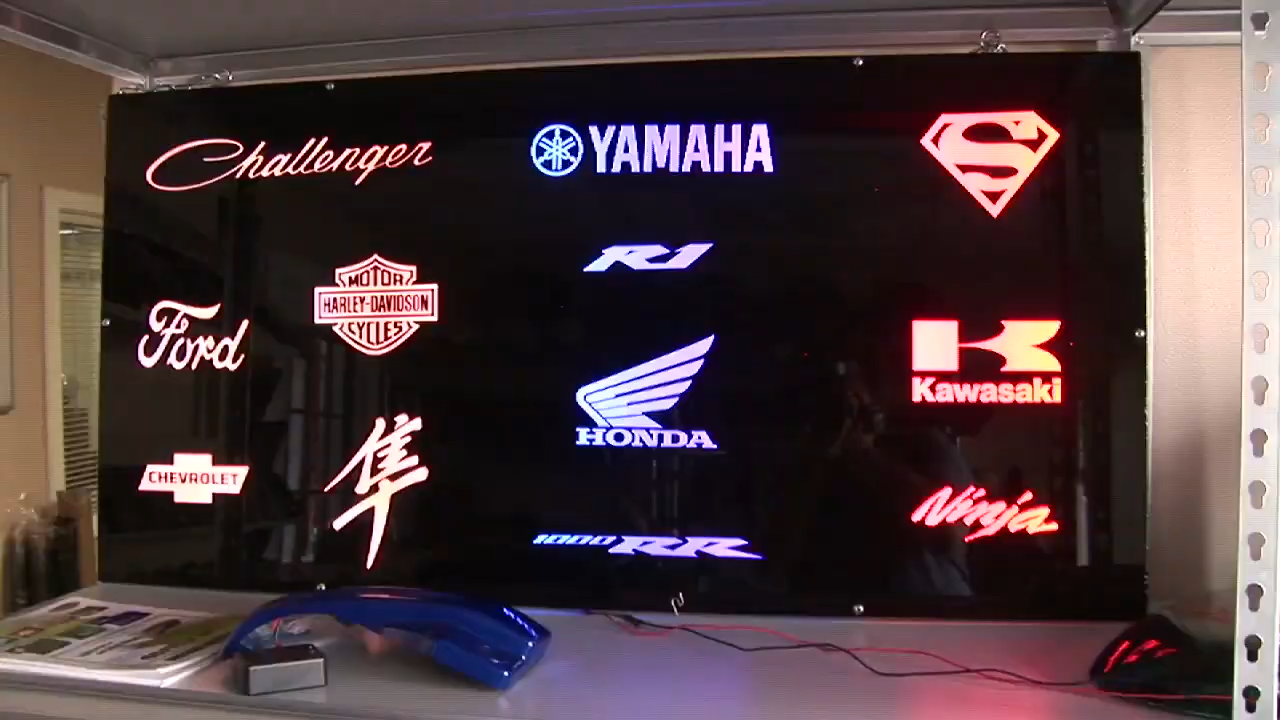 Challenger
YAMAHA
S
R1
MOTOR
HARLEY-DAVIDSON
CYCLES
Ford
HONDA
Kawasaki
CHEVROLET
隼
Ninja
1000RR